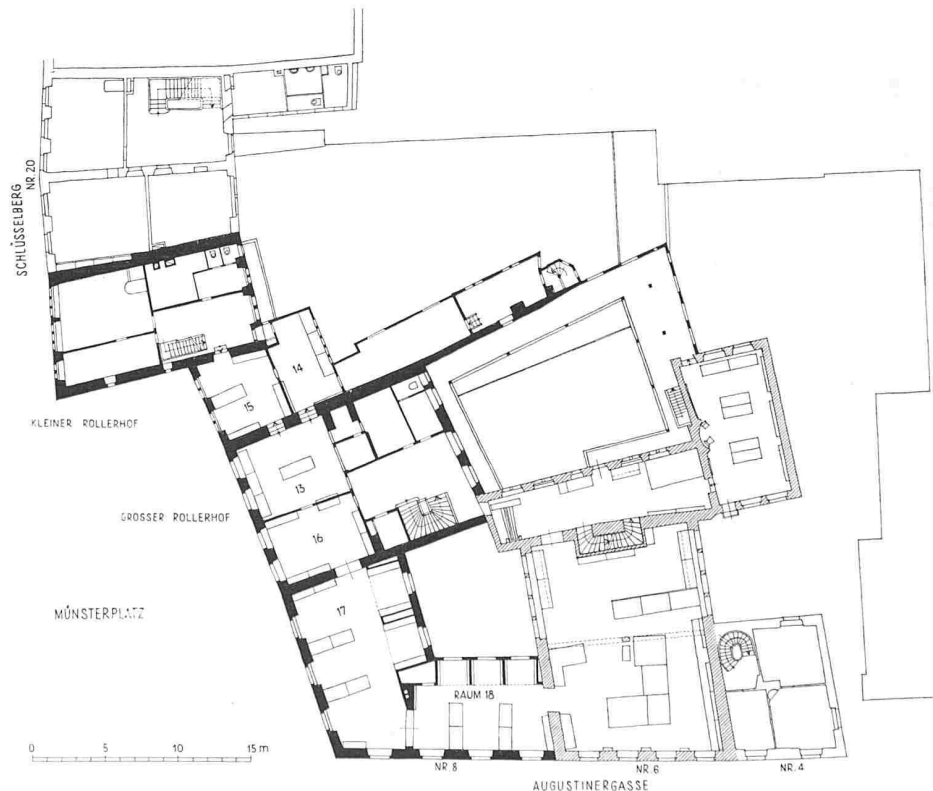 SCHLÜSSELBERG
NR. 20
14
15
KLEINER ROLLERHOF
13
GROSSER ROLLERHOF
16
MÜNSTERPLATZ
17
RAUM 18
0 5 10 15 m
NR. 8
NR. 6
NR. 4
AUGUSTINERGASSE